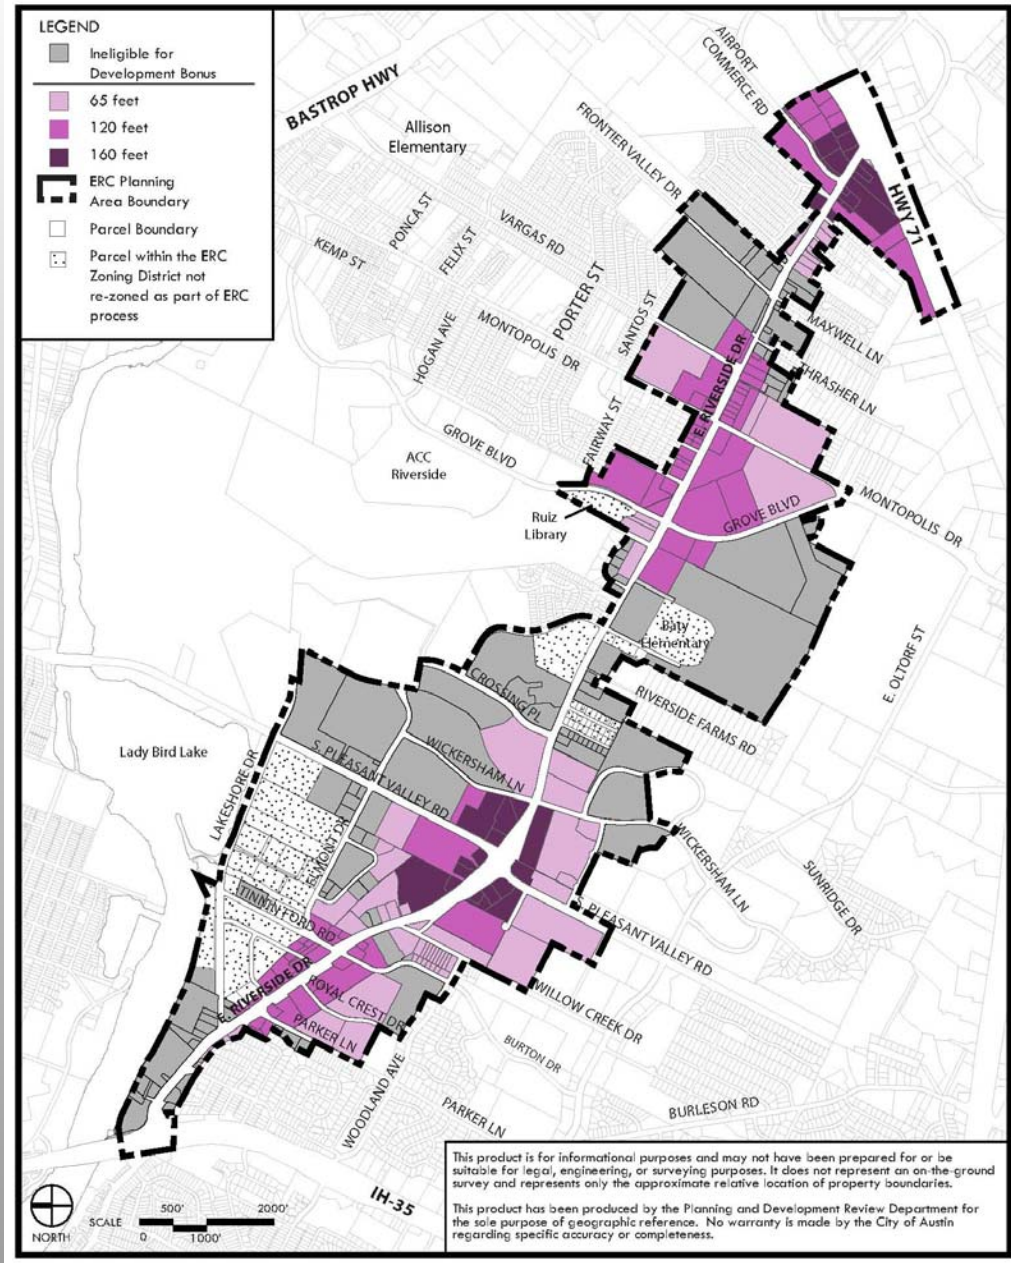 LEGEND
Ineligible for
Development Bonus
65 feet
120 feet
160 feet
ERC Planning
Area Boundary
Parcel Boundary
Parcel within the ERC
Zoning District not
re-zoned as part of ERC
process
BASTROP HWY
AIRPORT
COMMERCE RD
Allison
Elementary
FRONTIER VALLEY DR
HWY 71
PONCA ST
VARGAS RD
KEMP ST
FELIX ST
PORTER ST
SANTOS ST
MAXWELL LN
HOGAN AVE
MONTOPOLIS DR
E. RIVERSIDE DR
THRASHER LN
FAIRWAY ST
GROVE BLVD
ACC
Riverside
MONTOPOLIS DR
GROVE BLVD
Ruiz
Library
Baty
Elementary
E. OLTORF ST
CROSSING PL
RIVERSIDE FARMS RD
Lady Bird Lake
S. PLEASANT VALLEY RD
WICKERSHAM LN
LAKESHORE DR
ELMONT DR
WICKERSHAM LN
SUNRIDGE DR
TINNIN FORD RD
S. PLEASANT VALLEY RD
E. RIVERSIDE DR
ROYAL CREST DR
WILLOW CREEK DR
PARKER LN
BURTON DR
WOODLAND AVE
PARKER LN
BURLESON RD
IH-35
NORTH
SCALE
500'
2000'
0
1000'
This product is for informational purposes and may not have been prepared for or be
suitable for legal, engineering, or surveying purposes. It does not represent an on-the-ground
survey and represents only the approximate relative location of property boundaries.
This product has been produced by the Planning and Development Review Department for
the sole purpose of geographic reference. No warranty is made by the City of Austin
regarding specific accuracy or completeness.